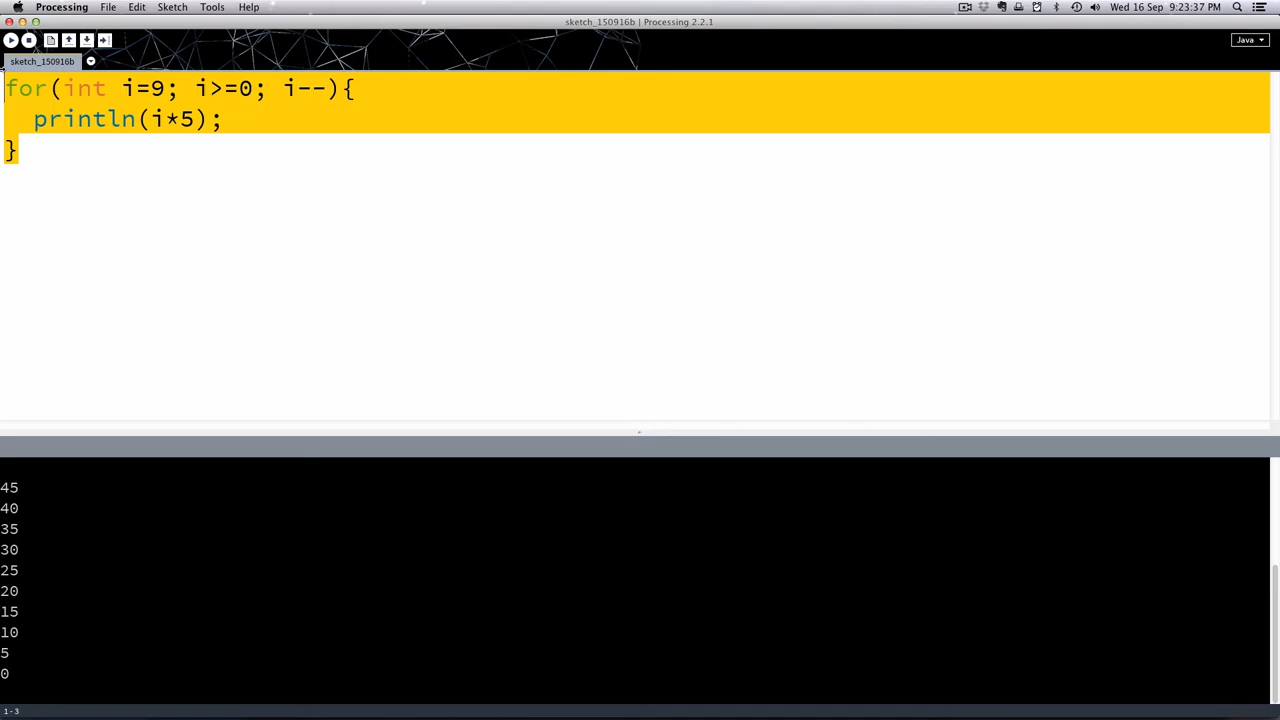 Processing File Edit Sketch Tools Help Wed 16 Sep 9:23:37 PM
sketch_150916b | Processing 2.2.1
Java
sketch_150916b
for(int i=9; i>=0; i--){
  println(i*5);
}
45
40
35
30
25
20
15
10
5
0
1-3